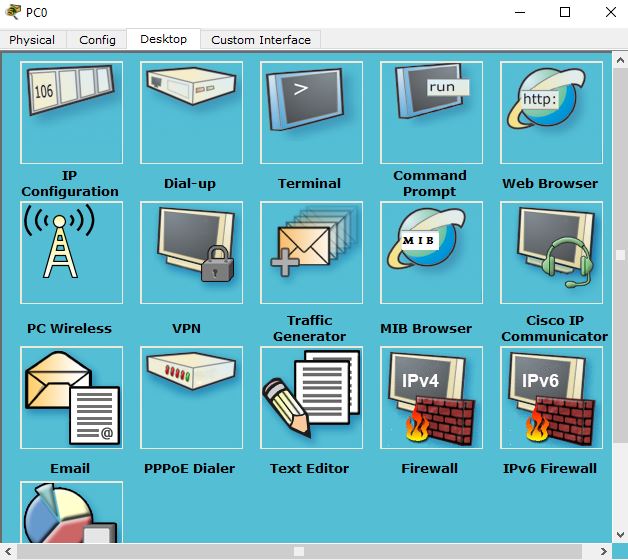 PC0
Physical
Config
Desktop
Custom Interface
106
>
run
http:
IP
Configuration
Dial-up
Terminal
Command
Prompt
Web Browser
MIB
PC Wireless
VPN
Traffic
Generator
MIB Browser
Cisco IP
Communicator
@
IPv4
IPv6
Email
PPPoE Dialer
Text Editor
Firewall
IPv6 Firewall